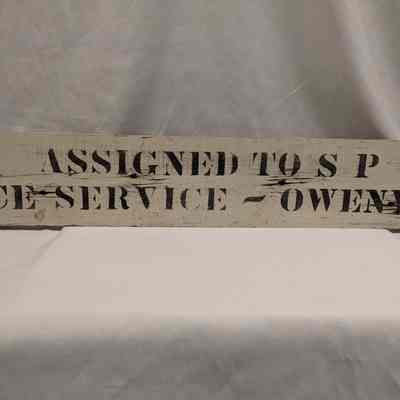 ASSIGNED TO S P
CE SERVICE - OWEN